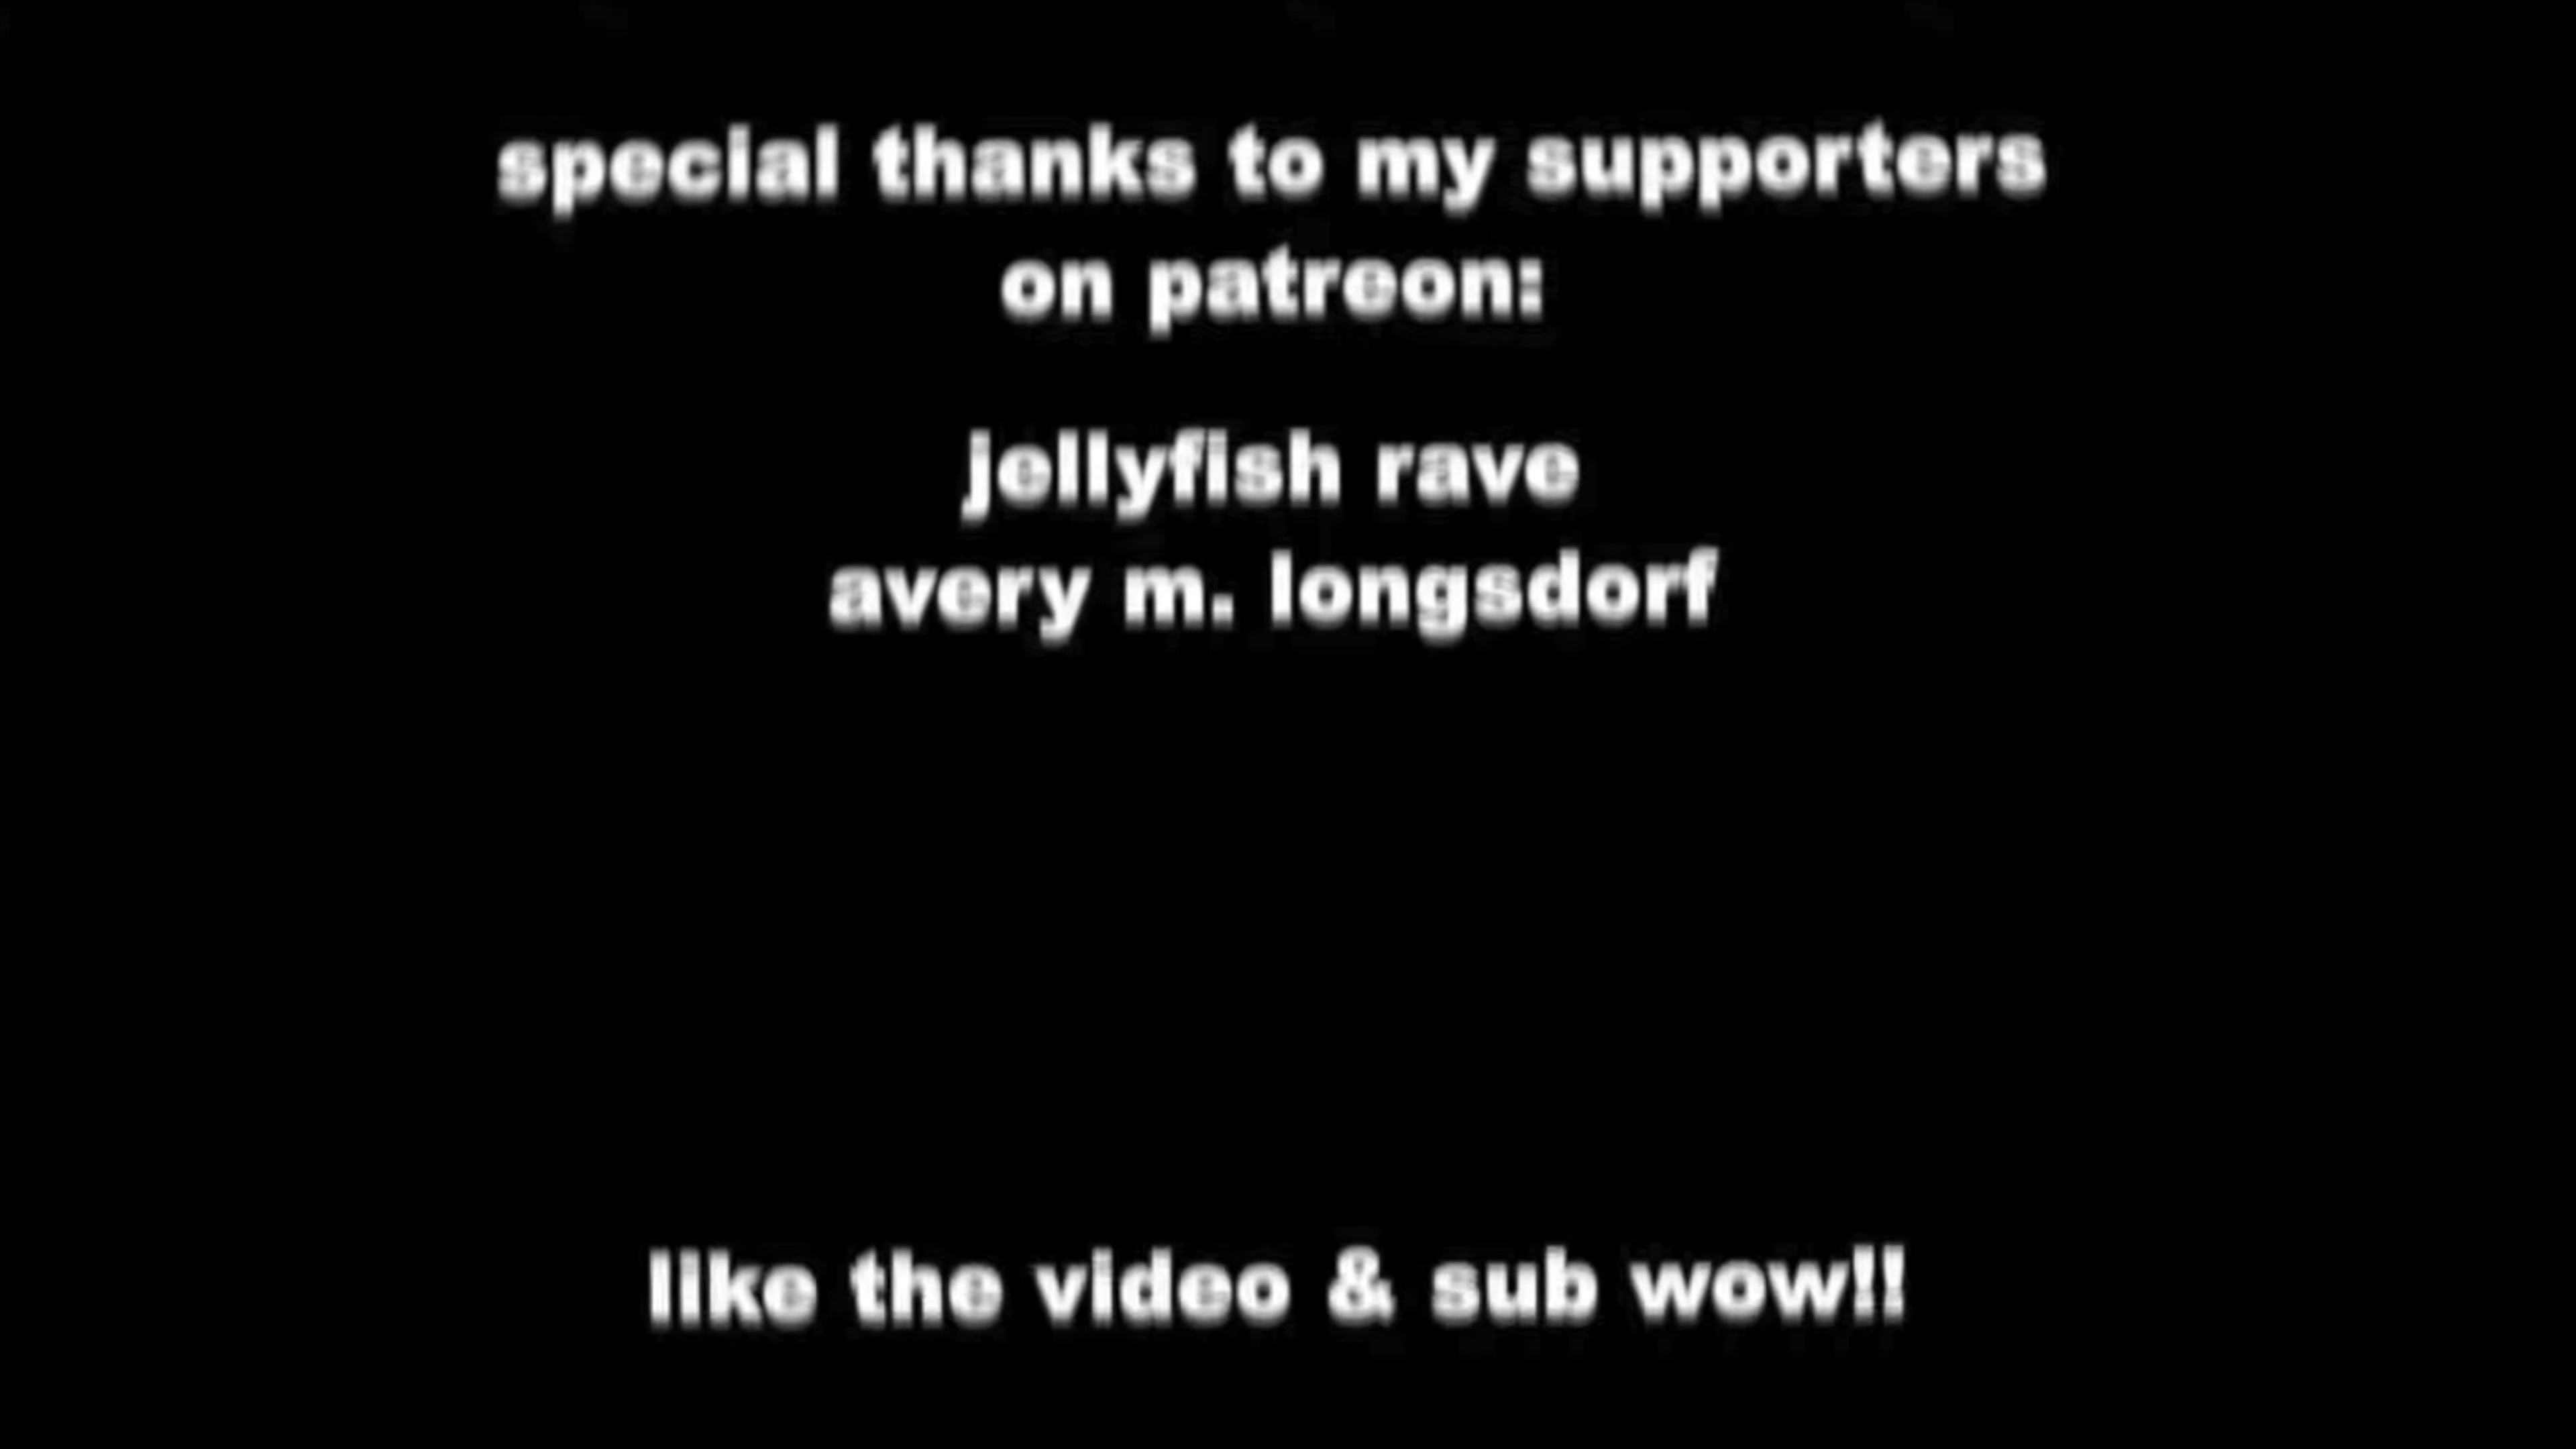 special thanks to my supporters
on patreon:
jellyfish rave
avery m. longsdorf
like the video & sub wow!!